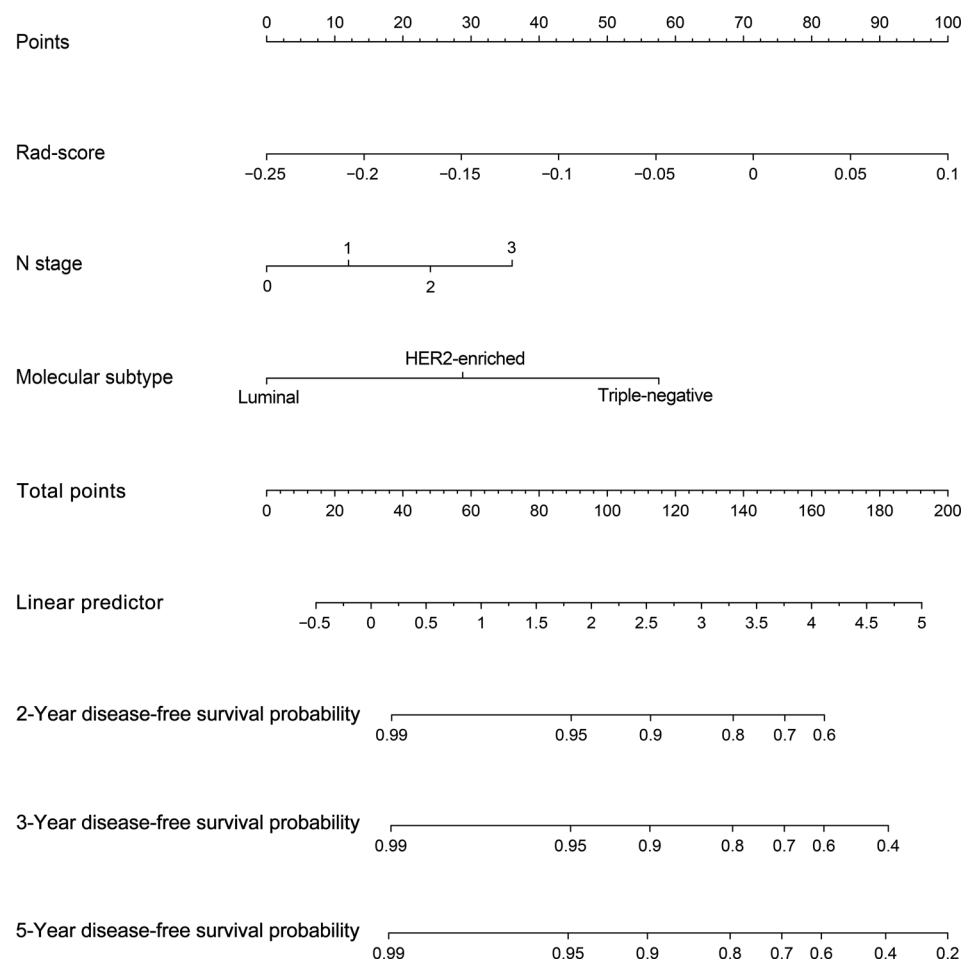 0 10 20 30 40 50 60 70 80 90 100
Points
Rad-score
−0.25 −0.2 −0.15 −0.1 −0.05 0 0.05 0.1
1 3
N stage
0 2
HER2-enriched
Molecular subtype
Luminal Triple-negative
Total points
0 20 40 60 80 100 120 140 160 180 200
Linear predictor
−0.5 0 0.5 1 1.5 2 2.5 3 3.5 4 4.5 5
2-Year disease-free survival probability
0.99 0.95 0.9 0.8 0.7 0.6
3-Year disease-free survival probability
0.99 0.95 0.9 0.8 0.7 0.6 0.4
5-Year disease-free survival probability
0.99 0.95 0.9 0.8 0.7 0.6 0.4 0.2